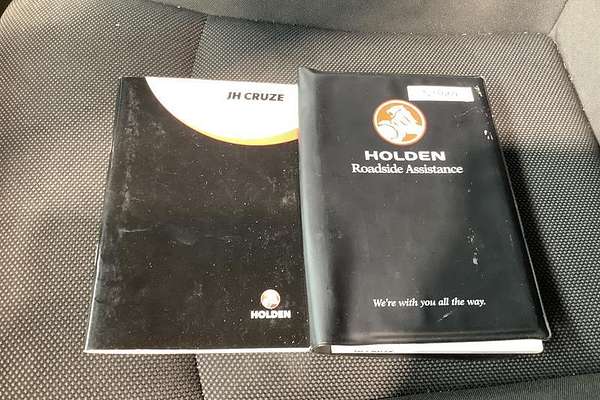 JH CRUZE
HOLDEN
HOLDEN
Roadside Assistance
We're with you all the way.